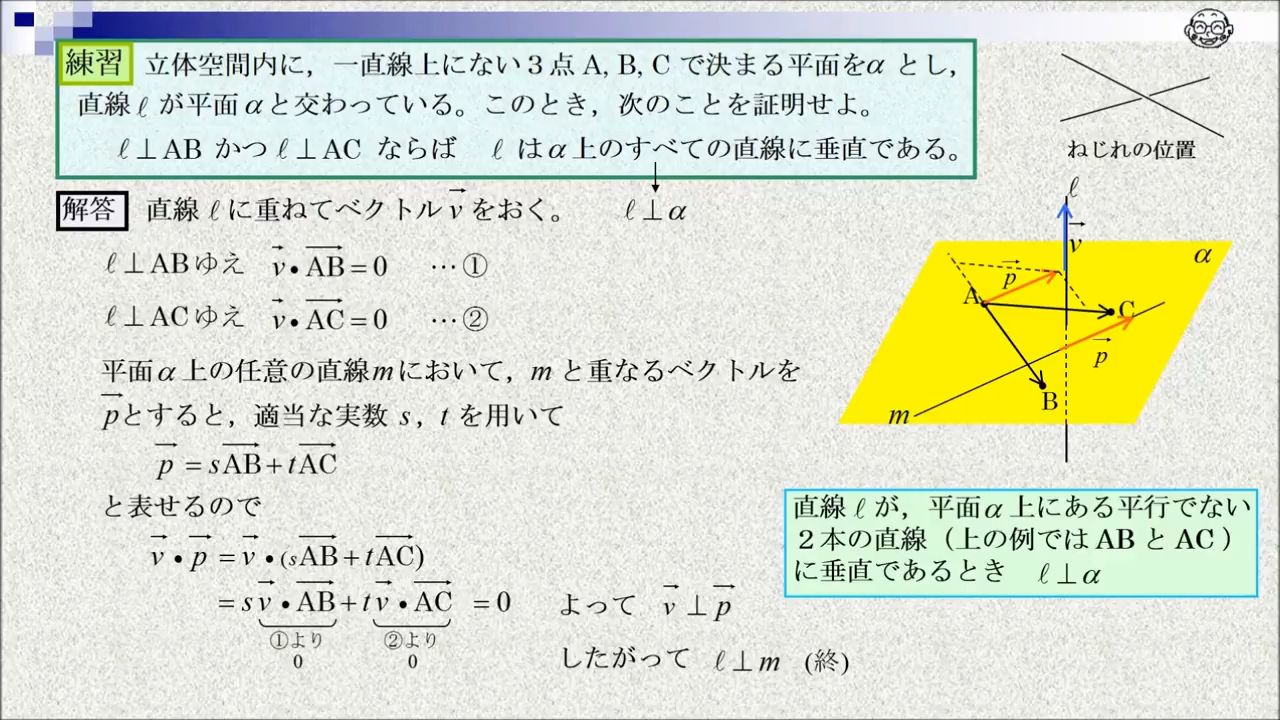 練習 立体空間内に，一直線上にない３点 A, B, C で決まる平面をα とし，
直線ℓ が平面 α と交わっている。このとき，次のことを証明せよ。
ℓ⊥AB かつ ℓ⊥AC ならば ℓ はα上のすべての直線に垂直である。
ねじれの位置
解答 直線 ℓ に重ねてベクトル v→ をおく。 ℓ⊥α
ℓ⊥AB ゆえ v→•AB→=0 …①
ℓ⊥AC ゆえ v→•AC→=0 …②
平面α 上の任意の直線mにおいて，m と重なるベクトルを
p→とすると，適当な実数 s，t を用いて
p→ = sAB→+tAC→
と表せるので
v→ • p→ = v→ •(sAB→+tAC→)
= s v→ • AB→ + t v→ • AC→ = 0 よって v→ ⊥ p→
①より ②より
0 0
したがって ℓ⊥m (終)
ℓ
v→
α
p→
A
C
p→
B
m
直線 ℓ が，平面α 上にある平行でない
２本の直線（上の例では AB と AC ）
に垂直であるとき ℓ⊥α